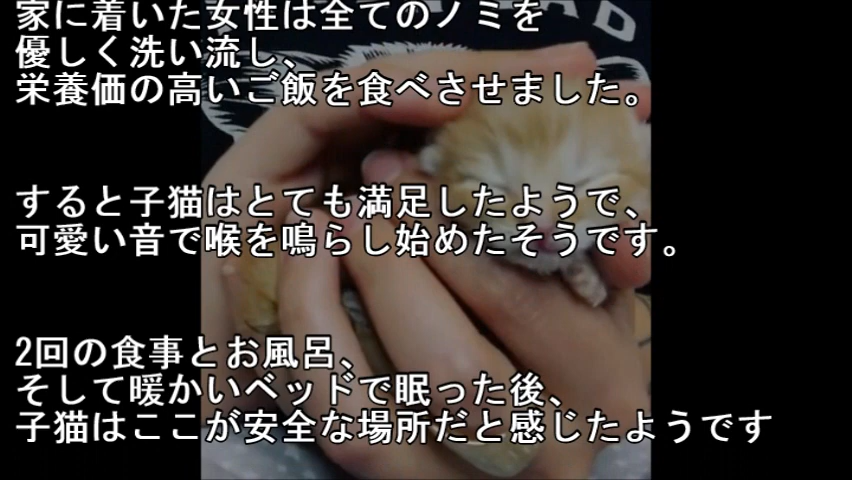 家に着いた女性は全てのノミを
優しく洗い流し、
栄養価の高いご飯を食べさせました。
すると子猫はとても満足したようで、
可愛い音で喉を鳴らし始めたそうです。
2回の食事とお風呂、
そして暖かいベッドで眠った後、
子猫はここが安全な場所だと感じたようです